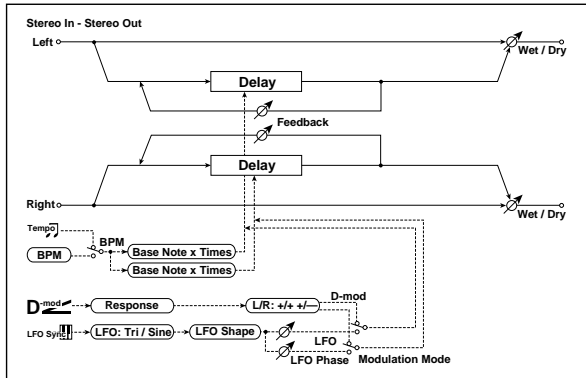 Stereo In - Stereo Out
Left
Wet / Dry
Delay
Feedback
Delay
Right
Wet / Dry
Tempo
BPM
BPM
Base Note x Times
Base Note x Times
D-mod
D-mod
Response
L/R: +/+ +/—
LFO Sync
LFO: Tri / Sine
LFO Shape
LFO
LFO Phase
Modulation Mode